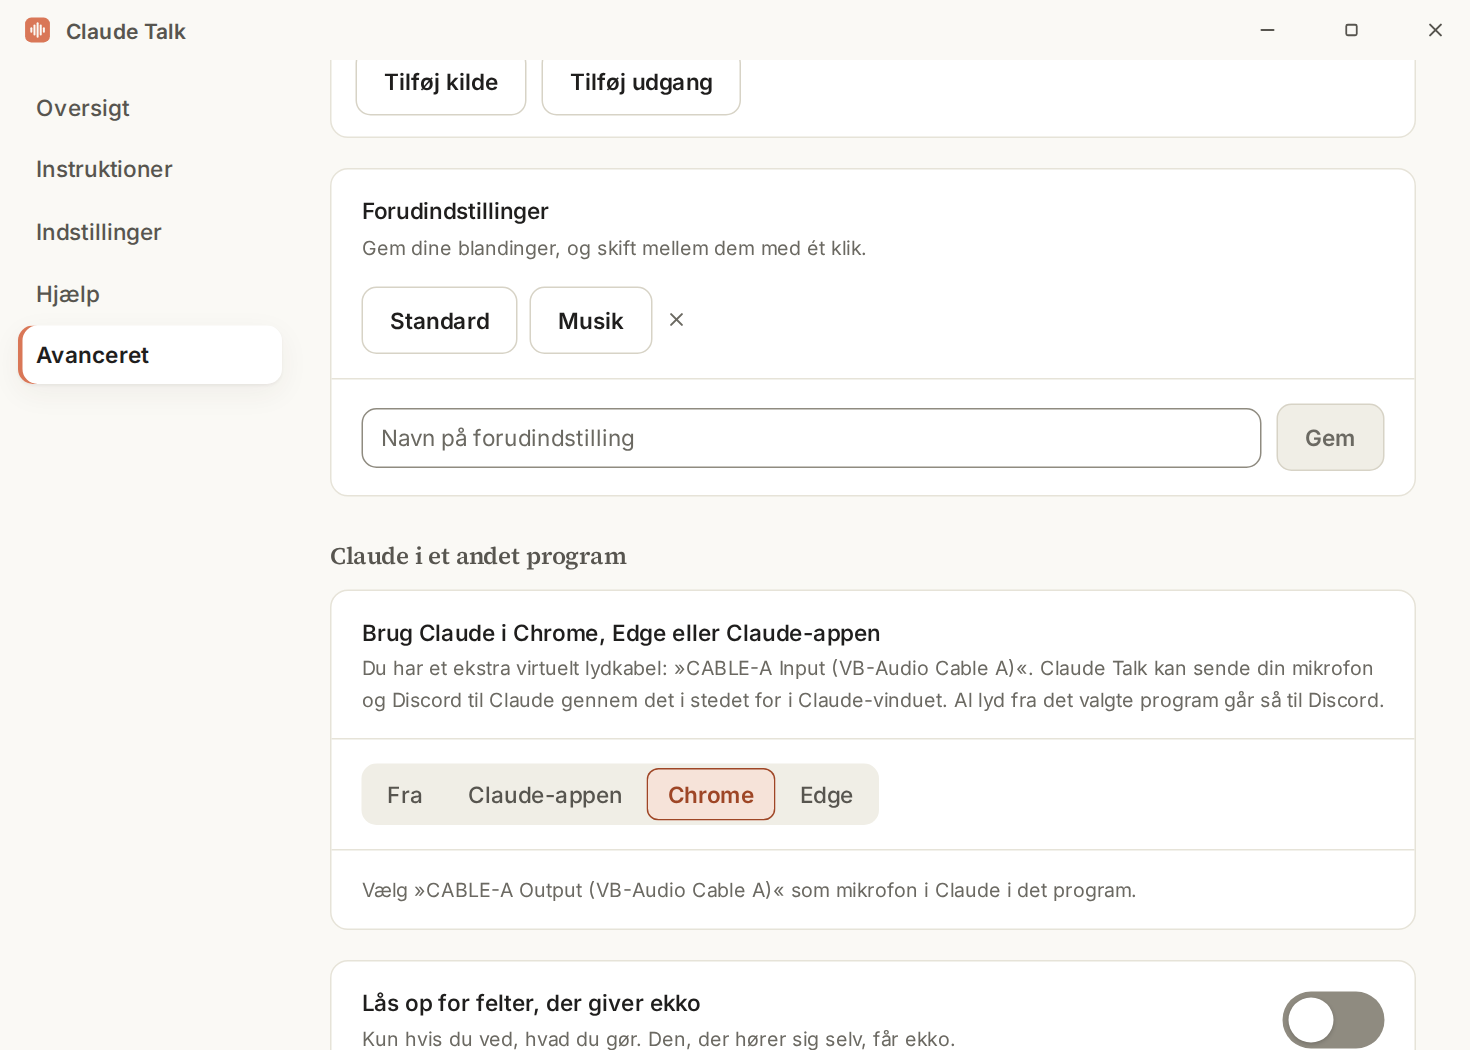 Claude Talk
Oversigt
Instruktioner
Indstillinger
Hjælp
Avanceret
Tilføj kilde
Tilføj udgang
Forudindstillinger
Gem dine blandinger, og skift mellem dem med ét klik.
Standard
Musik
Navn på forudindstilling
Gem
Claude i et andet program
Brug Claude i Chrome, Edge eller Claude-appen
Du har et ekstra virtuelt lydkabel: »CABLE-A Input (VB-Audio Cable A)«. Claude Talk kan sende din mikrofon
og Discord til Claude gennem det i stedet for i Claude-vinduet. Al lyd fra det valgte program går så til Discord.
Fra
Claude-appen
Chrome
Edge
Vælg »CABLE-A Output (VB-Audio Cable A)« som mikrofon i Claude i det program.
Lås op for felter, der giver ekko
Kun hvis du ved, hvad du gør. Den, der hører sig selv, får ekko.